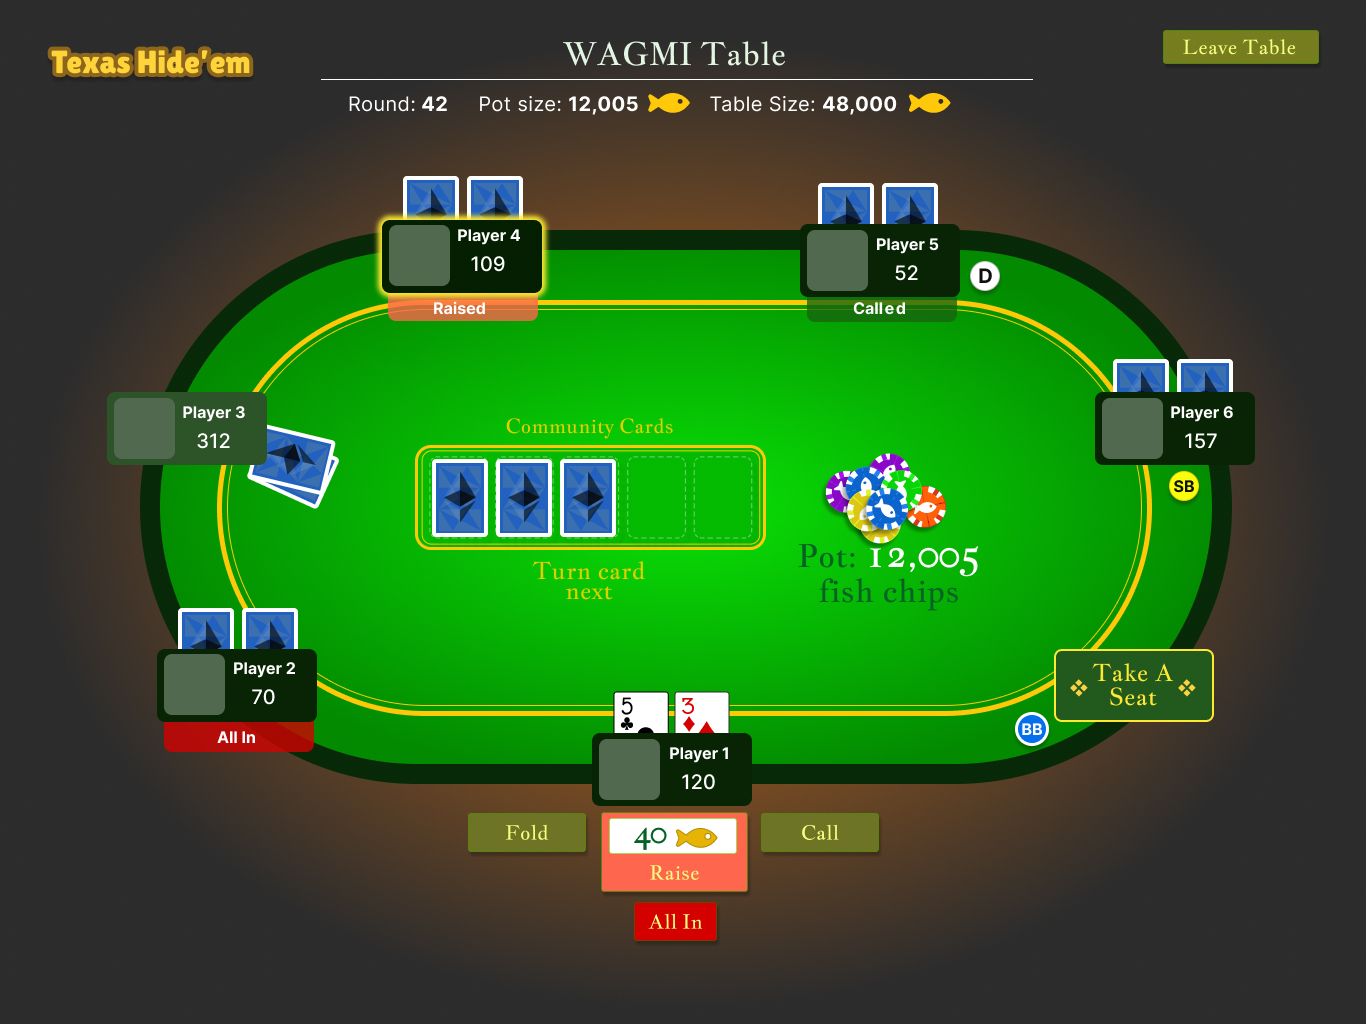 Texas Hide'em
WAGMI Table
Leave Table
Round: 42 Pot size: 12,005 Table Size: 48,000
Player 4
109
Raised
Player 5
52
Called
D
Player 3
312
Player 6
157
SB
Community Cards
Turn card
next
Pot: 12,005
fish chips
Player 2
70
All In
Take A
Seat
BB
5 3
Player 1
120
Fold
40
Raise
Call
All In